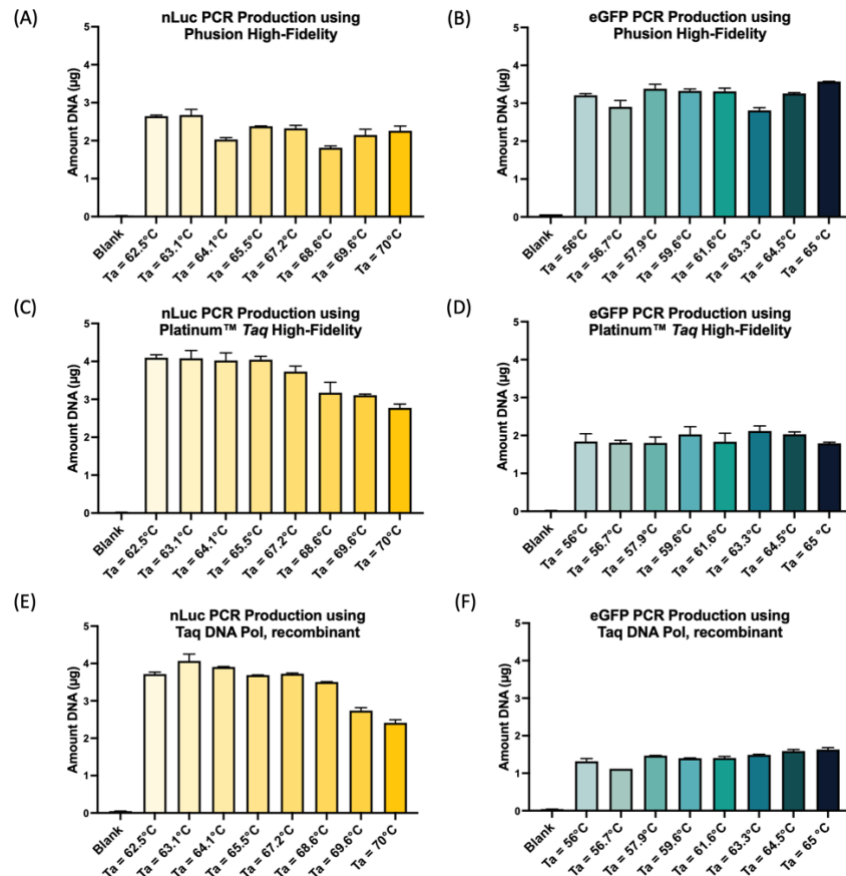 (A)
nLuc PCR Production using
Phusion High-Fidelity
Amount DNA (µg)
5
4
3
2
1
0
Blank
Ta = 62.5°C
Ta = 63.1°C
Ta = 64.1°C
Ta = 65.5°C
Ta = 67.2°C
Ta = 68.6°C
Ta = 69.6°C
Ta = 70°C
(B)
eGFP PCR Production using
Phusion High-Fidelity
Amount DNA (µg)
5
4
3
2
1
0
Blank
Ta = 56°C
Ta = 56.7°C
Ta = 57.9°C
Ta = 59.6°C
Ta = 61.6°C
Ta = 63.3°C
Ta = 64.5°C
Ta = 65 °C
(C)
nLuc PCR Production using
Platinum™ Taq High-Fidelity
Amount DNA (µg)
5
4
3
2
1
0
Blank
Ta = 62.5°C
Ta = 63.1°C
Ta = 64.1°C
Ta = 65.5°C
Ta = 67.2°C
Ta = 68.6°C
Ta = 69.6°C
Ta = 70°C
(D)
eGFP PCR Production using
Platinum™ Taq High-Fidelity
Amount DNA (µg)
5
4
3
2
1
0
Blank
Ta = 56°C
Ta = 56.7°C
Ta = 57.9°C
Ta = 59.6°C
Ta = 61.6°C
Ta = 63.3°C
Ta = 64.5°C
Ta = 65 °C
(E)
nLuc PCR Production using
Taq DNA Pol, recombinant
Amount DNA (µg)
5
4
3
2
1
0
Blank
Ta = 62.5°C
Ta = 63.1°C
Ta = 64.1°C
Ta = 65.5°C
Ta = 67.2°C
Ta = 68.6°C
Ta = 69.6°C
Ta = 70°C
(F)
eGFP PCR Production using
Taq DNA Pol, recombinant
Amount DNA (µg)
5
4
3
2
1
0
Blank
Ta = 56°C
Ta = 56.7°C
Ta = 57.9°C
Ta = 59.6°C
Ta = 61.6°C
Ta = 63.3°C
Ta = 64.5°C
Ta = 65 °C